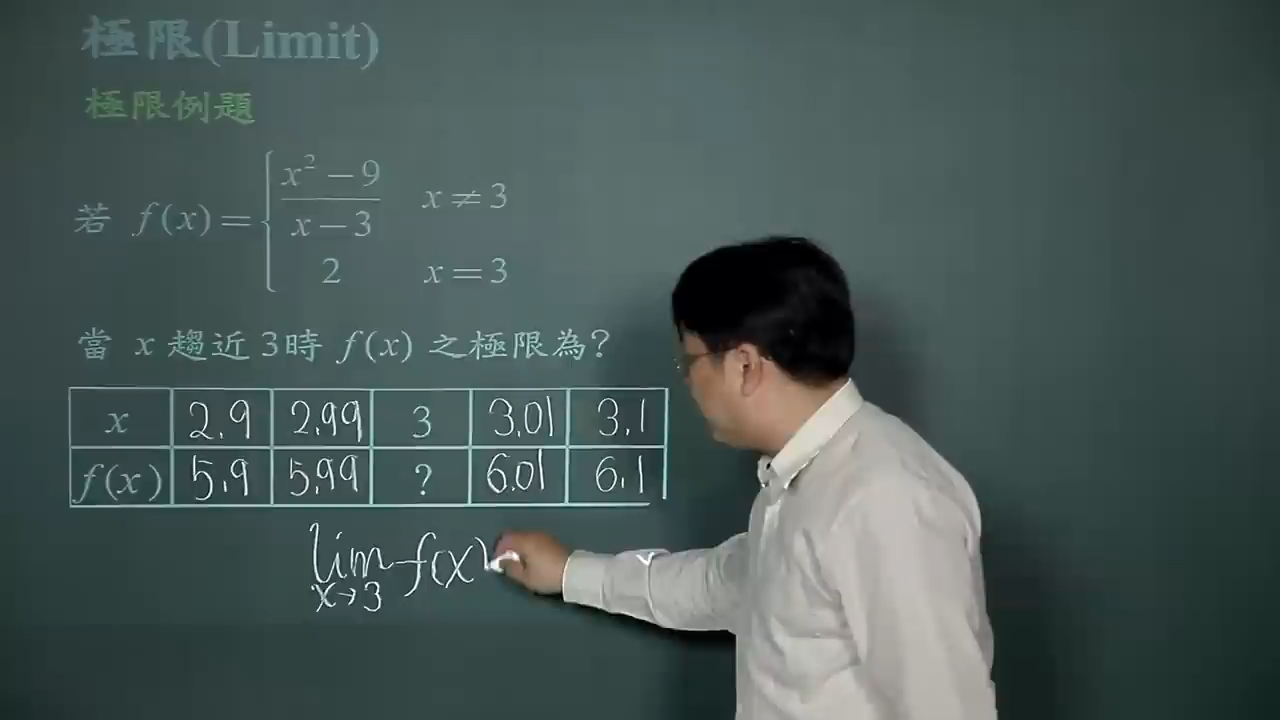 極限(Limit)
極限例題
若 f(x) = { x² − 9 / x − 3   x ≠ 3
2   x = 3
當 x 趨近 3時 f(x) 之極限為?
x 2.9 2.99 3 3.01 3.1
f(x) 5.9 5.99 ? 6.01 6.1
lim f(x)
x→3